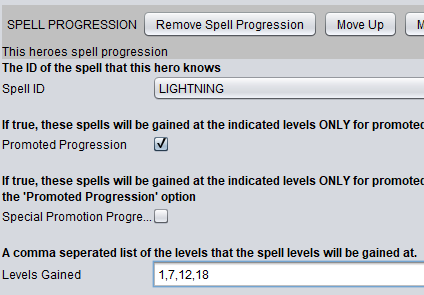 SPELL PROGRESSION Remove Spell Progression Move Up
This heroes spell progression
The ID of the spell that this hero knows
Spell ID LIGHTNING
If true, these spells will be gained at the indicated levels ONLY for promoted
Promoted Progression
If true, these spells will be gained at the indicated levels ONLY for promoted
the 'Promoted Progression' option
Special Promotion Progre...
A comma seperated list of the levels that the spell levels will be gained at.
Levels Gained 1,7,12,18